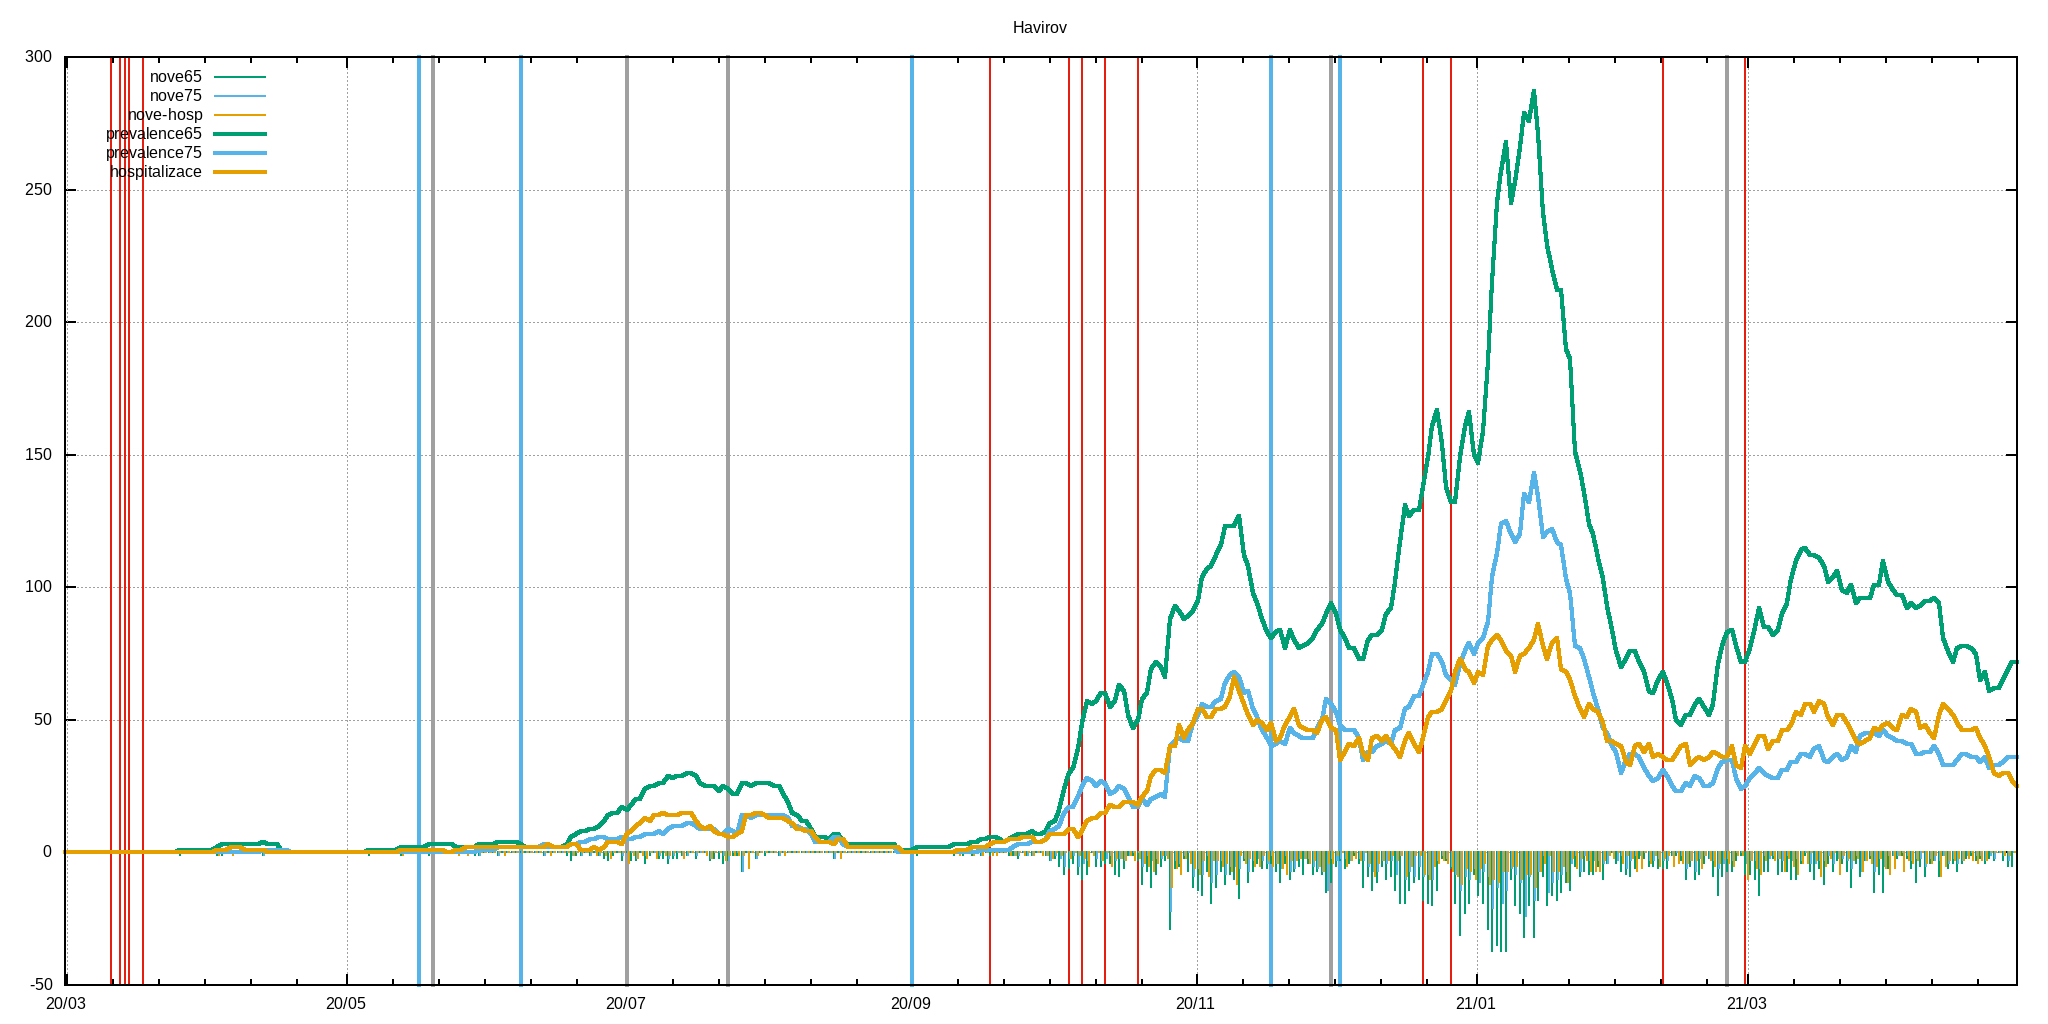 Havirov
300
nove65
nove75
nove-hosp
prevalence65
prevalence75
hospitalizace
250
200
150
100
50
0
-50
20/03 20/05 20/07 20/09 20/11 21/01 21/03